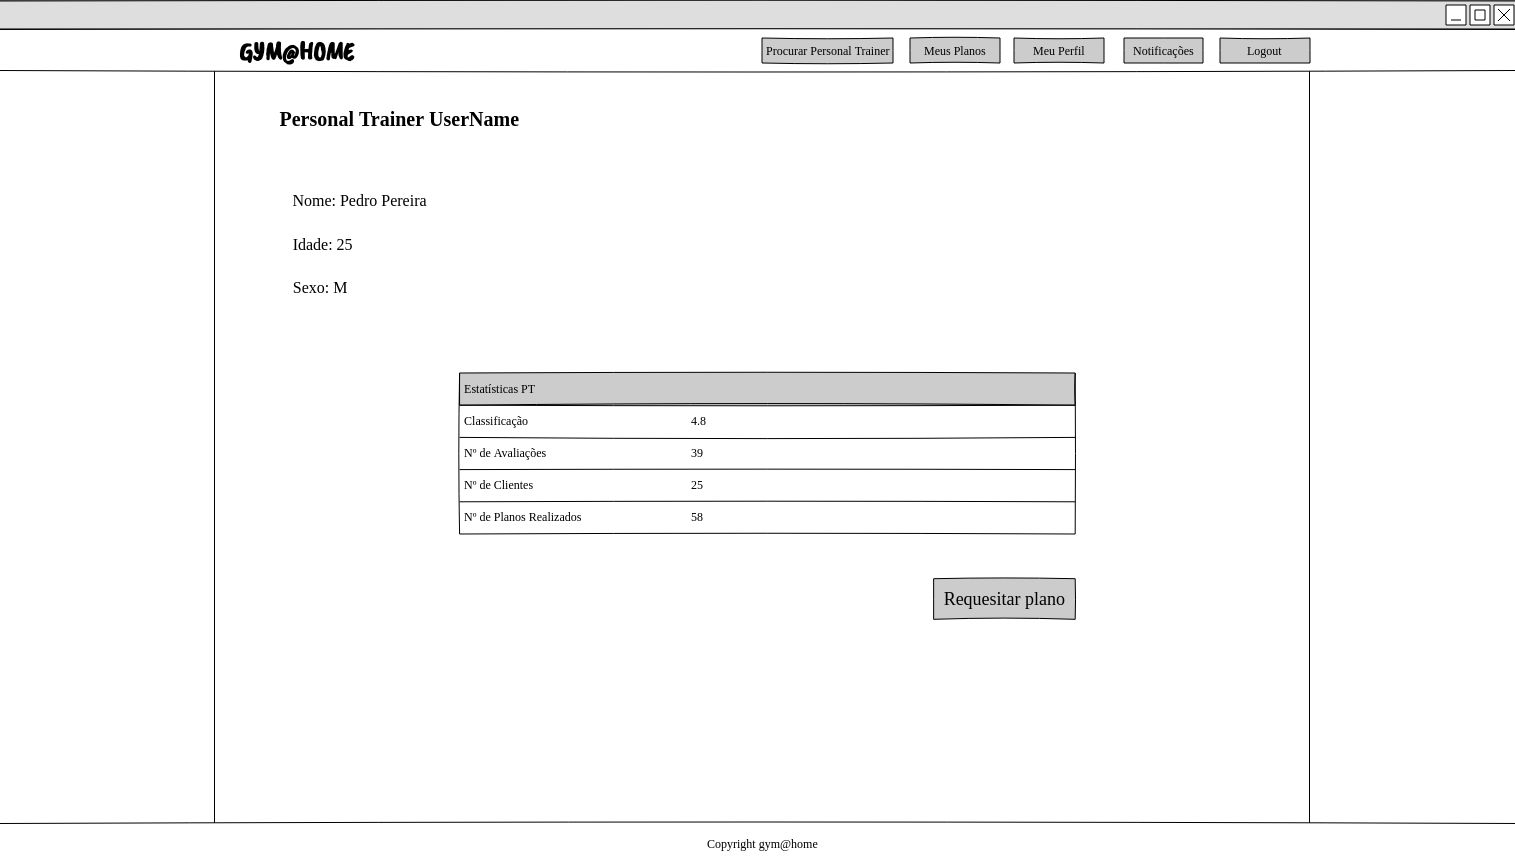 GYM@HOME
Procurar Personal Trainer
Meus Planos
Meu Perfil
Notificações
Logout
Personal Trainer UserName
Nome: Pedro Pereira
Idade: 25
Sexo: M
Estatísticas PT
Classificação 4.8
Nº de Avaliações 39
Nº de Clientes 25
Nº de Planos Realizados 58
Requesitar plano
Copyright gym@home